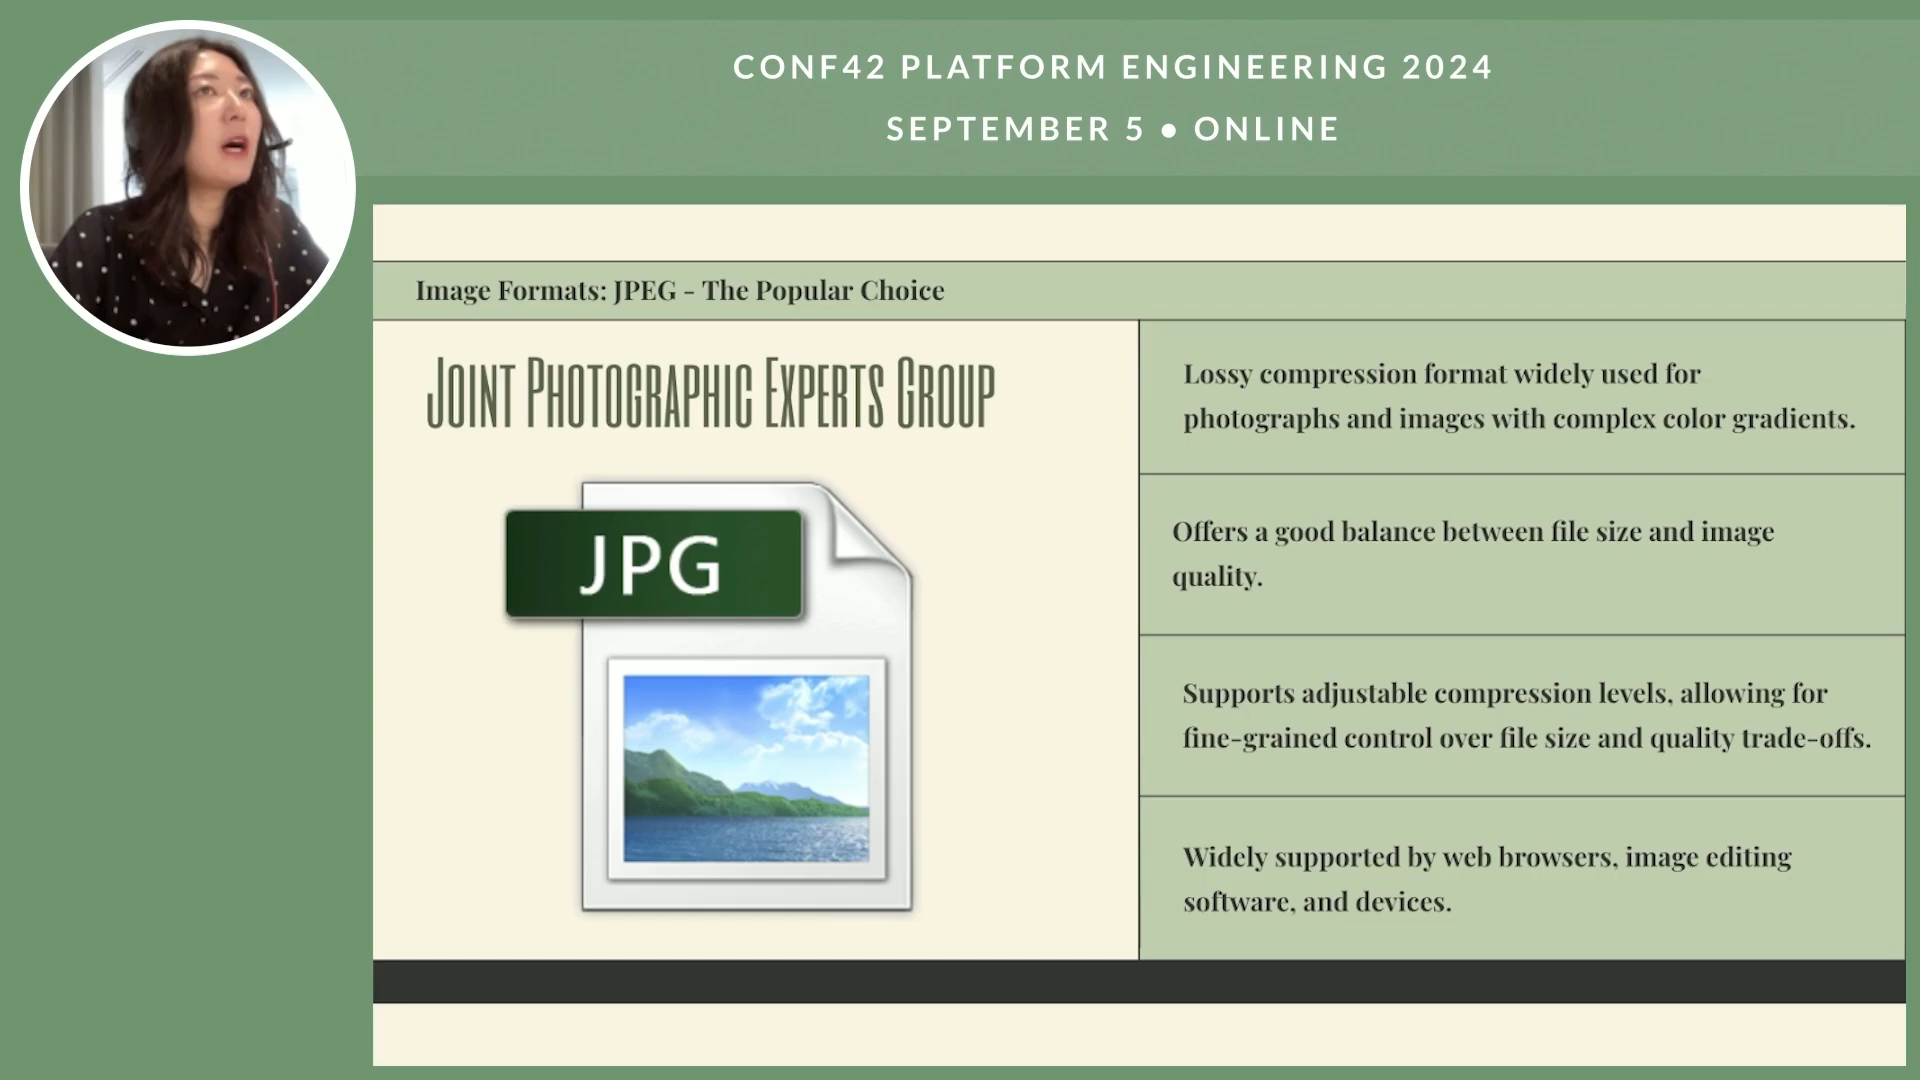 CONF42 PLATFORM ENGINEERING 2024
SEPTEMBER 5 ● ONLINE
Image Formats: JPEG - The Popular Choice
JOINT PHOTOGRAPHIC EXPERTS GROUP
JPG
Lossy compression format widely used for
photographs and images with complex color gradients.
Offers a good balance between file size and image
quality.
Supports adjustable compression levels, allowing for
fine-grained control over file size and quality trade-offs.
Widely supported by web browsers, image editing
software, and devices.